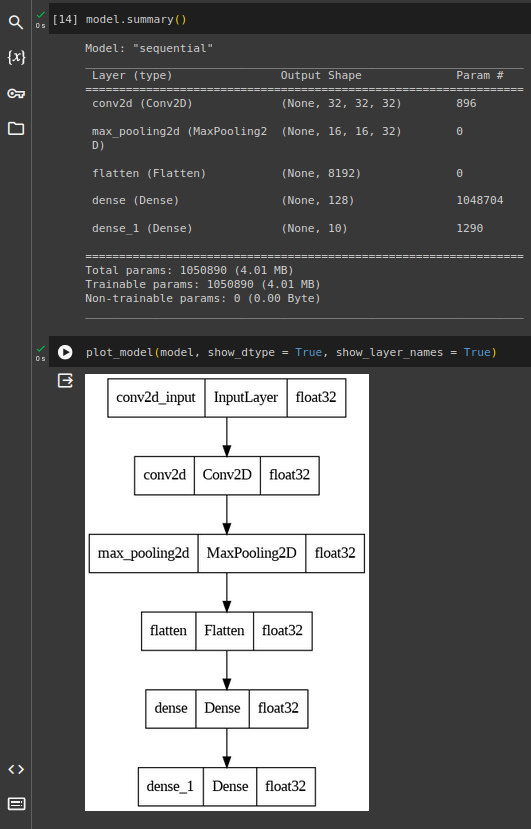 [14] model.summary()
0s
Model: "sequential"
Layer (type) Output Shape Param #
=================================================================
conv2d (Conv2D) (None, 32, 32, 32) 896
max_pooling2d (MaxPooling2 (None, 16, 16, 32) 0
D)
flatten (Flatten) (None, 8192) 0
dense (Dense) (None, 128) 1048704
dense_1 (Dense) (None, 10) 1290
=================================================================
Total params: 1050890 (4.01 MB)
Trainable params: 1050890 (4.01 MB)
Non-trainable params: 0 (0.00 Byte)
plot_model(model, show_dtype = True, show_layer_names = True)
0s
conv2d_input InputLayer float32
conv2d Conv2D float32
max_pooling2d MaxPooling2D float32
flatten Flatten float32
dense Dense float32
dense_1 Dense float32
{x}
<>